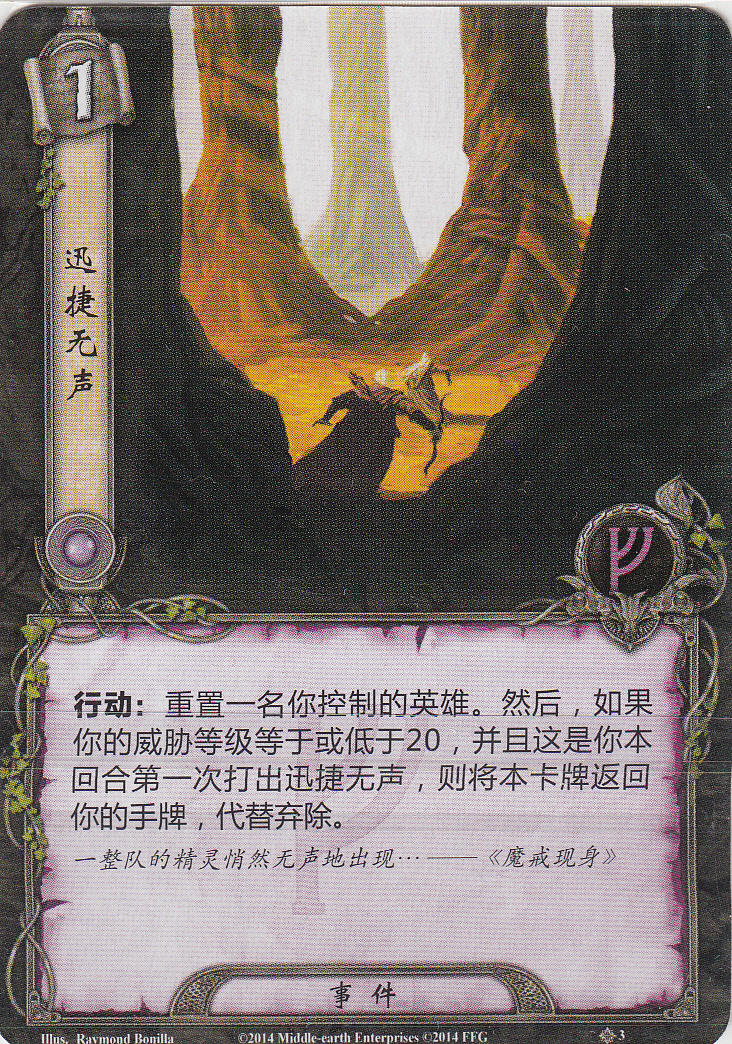 1
迅捷无声
行动：重置一名你控制的英雄。然后，如果
你的威胁等级等于或低于20，并且这是你本
回合第一次打出迅捷无声，则将本卡牌返回
你的手牌，代替弃除。
一整队的精灵悄然无声地出现…——《魔戒现身》
事件
Illus. Raymond Bonilla ©2014 Middle-earth Enterprises ©2014 FFG 3